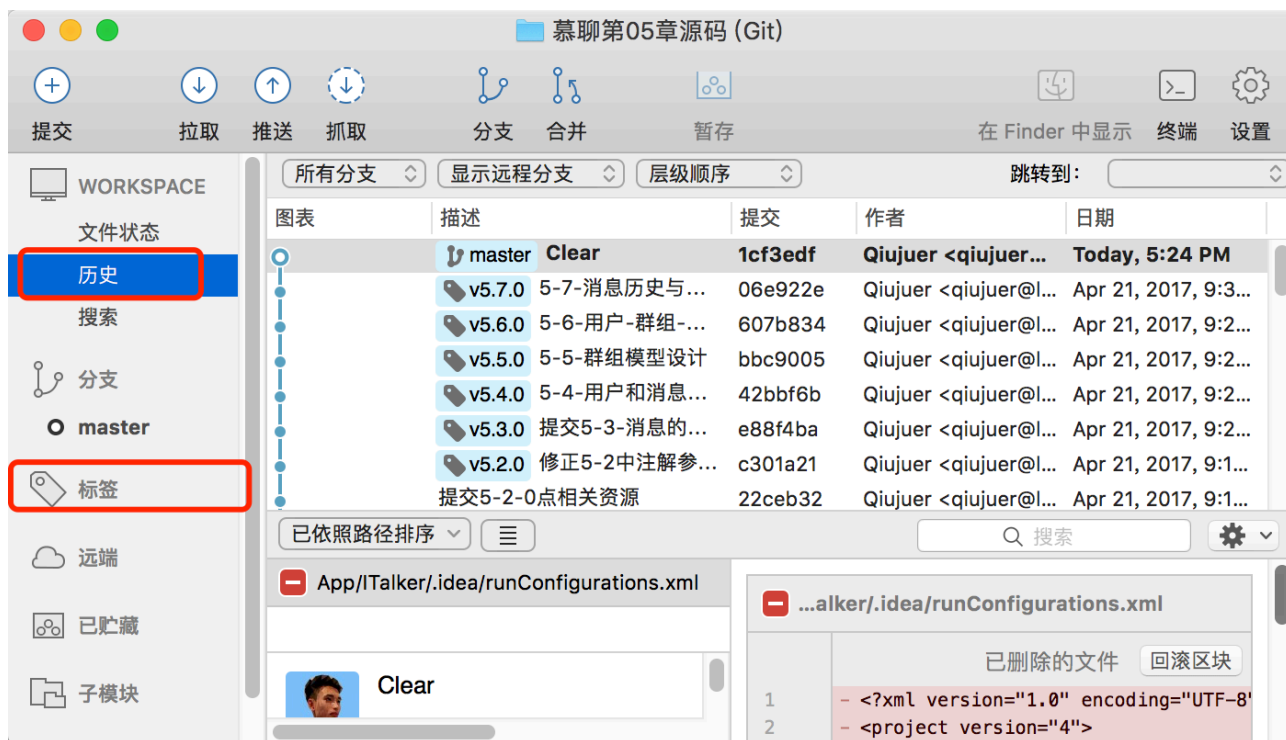 慕聊第05章源码 (Git)
提交 拉取 推送 抓取 分支 合并 暂存 在 Finder 中显示 终端 设置
WORKSPACE
文件状态
历史
搜索
分支
master
标签
远端
已贮藏
子模块
所有分支 显示远程分支 层级顺序 跳转到：
图表 描述 提交 作者 日期
master Clear 1cf3edf Qiujuer <qiujuer... Today, 5:24 PM
v5.7.0 5-7-消息历史与... 06e922e Qiujuer <qiujuer@l... Apr 21, 2017, 9:3...
v5.6.0 5-6-用户-群组-... 607b834 Qiujuer <qiujuer@l... Apr 21, 2017, 9:2...
v5.5.0 5-5-群组模型设计 bbc9005 Qiujuer <qiujuer@l... Apr 21, 2017, 9:2...
v5.4.0 5-4-用户和消息... 42bbf6b Qiujuer <qiujuer@l... Apr 21, 2017, 9:2...
v5.3.0 提交5-3-消息的... e88f4ba Qiujuer <qiujuer@l... Apr 21, 2017, 9:2...
v5.2.0 修正5-2中注解参... c301a21 Qiujuer <qiujuer@l... Apr 21, 2017, 9:1...
提交5-2-0点相关资源 22ceb32 Qiujuer <qiujuer@l... Apr 21, 2017, 9:1...
已依照路径排序 搜索
App/ITalker/.idea/runConfigurations.xml
Clear
...alker/.idea/runConfigurations.xml
已删除的文件 回滚区块
1 - <?xml version="1.0" encoding="UTF-8"
2 - <project version="4">